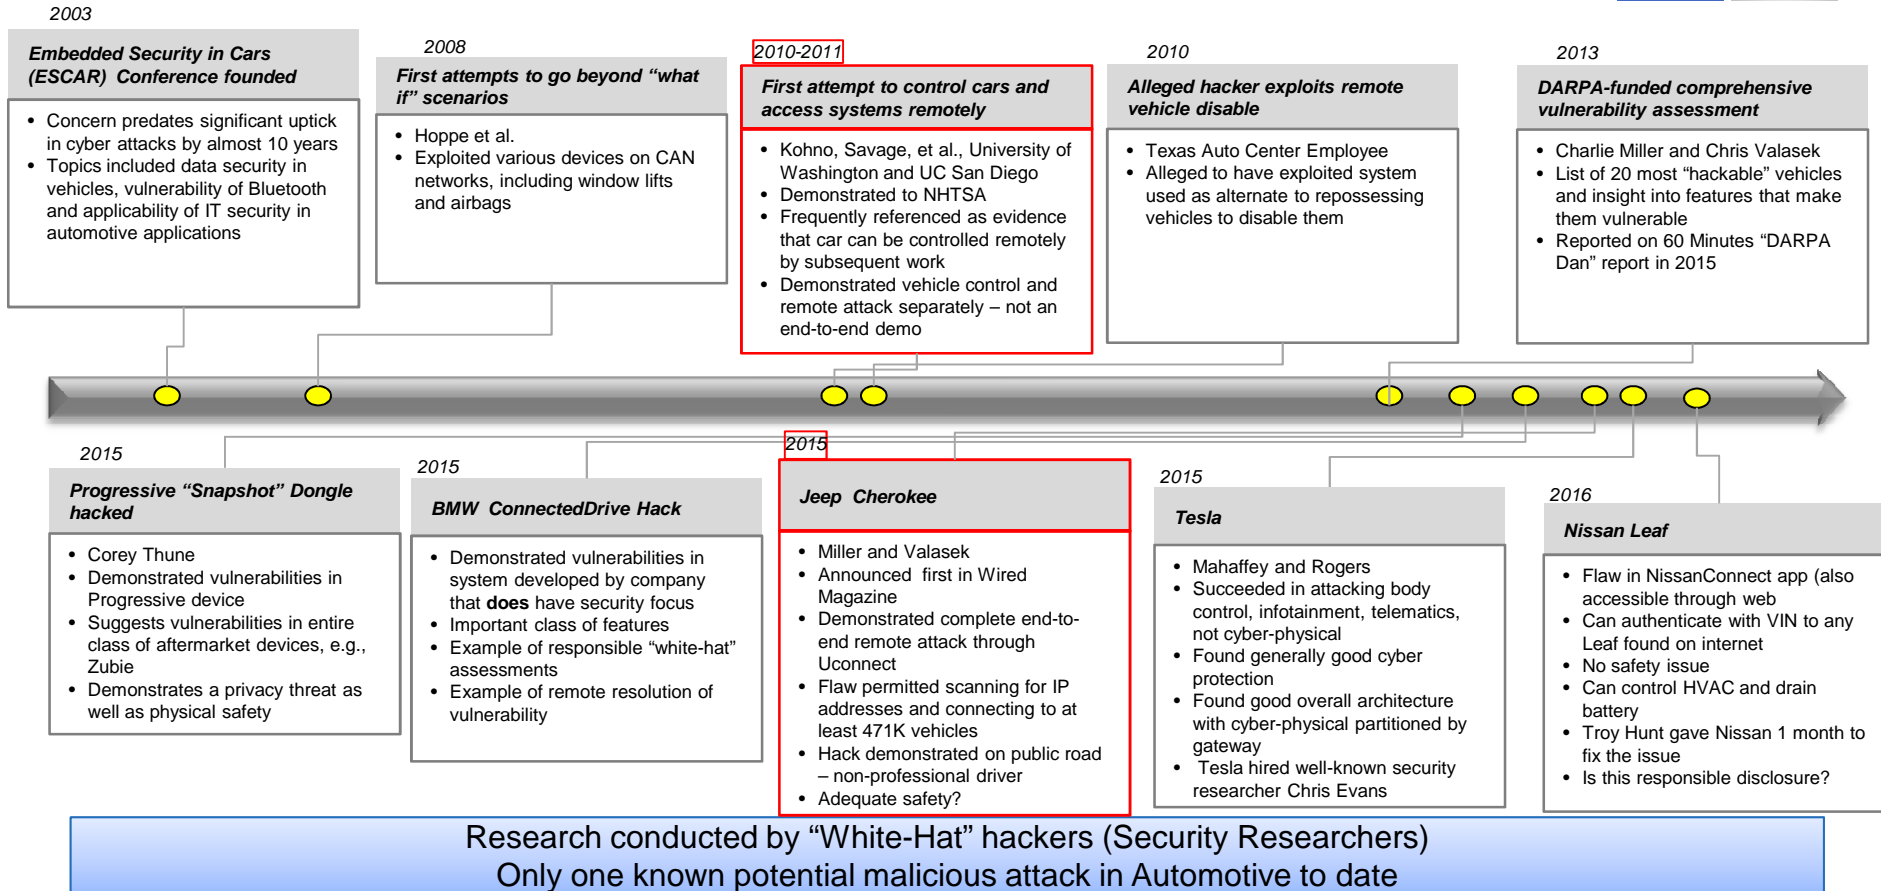 2003
Embedded Security in Cars
(ESCAR) Conference founded
• Concern predates significant uptick
in cyber attacks by almost 10 years
• Topics included data security in
vehicles, vulnerability of Bluetooth
and applicability of IT security in
automotive applications
2008
First attempts to go beyond “what
if” scenarios
• Hoppe et al.
• Exploited various devices on CAN
networks, including window lifts
and airbags
2010-2011
First attempt to control cars and
access systems remotely
• Kohno, Savage, et al., University of
Washington and UC San Diego
• Demonstrated to NHTSA
• Frequently referenced as evidence
that car can be controlled remotely
by subsequent work
• Demonstrated vehicle control and
remote attack separately – not an
end-to-end demo
2010
Alleged hacker exploits remote
vehicle disable
• Texas Auto Center Employee
• Alleged to have exploited system
used as alternate to repossessing
vehicles to disable them
2013
DARPA-funded comprehensive
vulnerability assessment
• Charlie Miller and Chris Valasek
• List of 20 most “hackable” vehicles
and insight into features that make
them vulnerable
• Reported on 60 Minutes “DARPA
Dan” report in 2015
2015
Progressive “Snapshot” Dongle
hacked
• Corey Thune
• Demonstrated vulnerabilities in
Progressive device
• Suggests vulnerabilities in entire
class of aftermarket devices, e.g.,
Zubie
• Demonstrates a privacy threat as
well as physical safety
2015
BMW ConnectedDrive Hack
• Demonstrated vulnerabilities in
system developed by company
that does have security focus
• Important class of features
• Example of responsible “white-hat”
assessments
• Example of remote resolution of
vulnerability
2015
Jeep Cherokee
• Miller and Valasek
• Announced first in Wired
Magazine
• Demonstrated complete end-to-
end remote attack through
Uconnect
• Flaw permitted scanning for IP
addresses and connecting to at
least 471K vehicles
• Hack demonstrated on public road
– non-professional driver
• Adequate safety?
2015
Tesla
• Mahaffey and Rogers
• Succeeded in attacking body
control, infotainment, telematics,
not cyber-physical
• Found generally good cyber
protection
• Found good overall architecture
with cyber-physical partitioned by
gateway
• Tesla hired well-known security
researcher Chris Evans
2016
Nissan Leaf
• Flaw in NissanConnect app (also
accessible through web
• Can authenticate with VIN to any
Leaf found on internet
• No safety issue
• Can control HVAC and drain
battery
• Troy Hunt gave Nissan 1 month to
fix the issue
• Is this responsible disclosure?
Research conducted by “White-Hat” hackers (Security Researchers)
Only one known potential malicious attack in Automotive to date